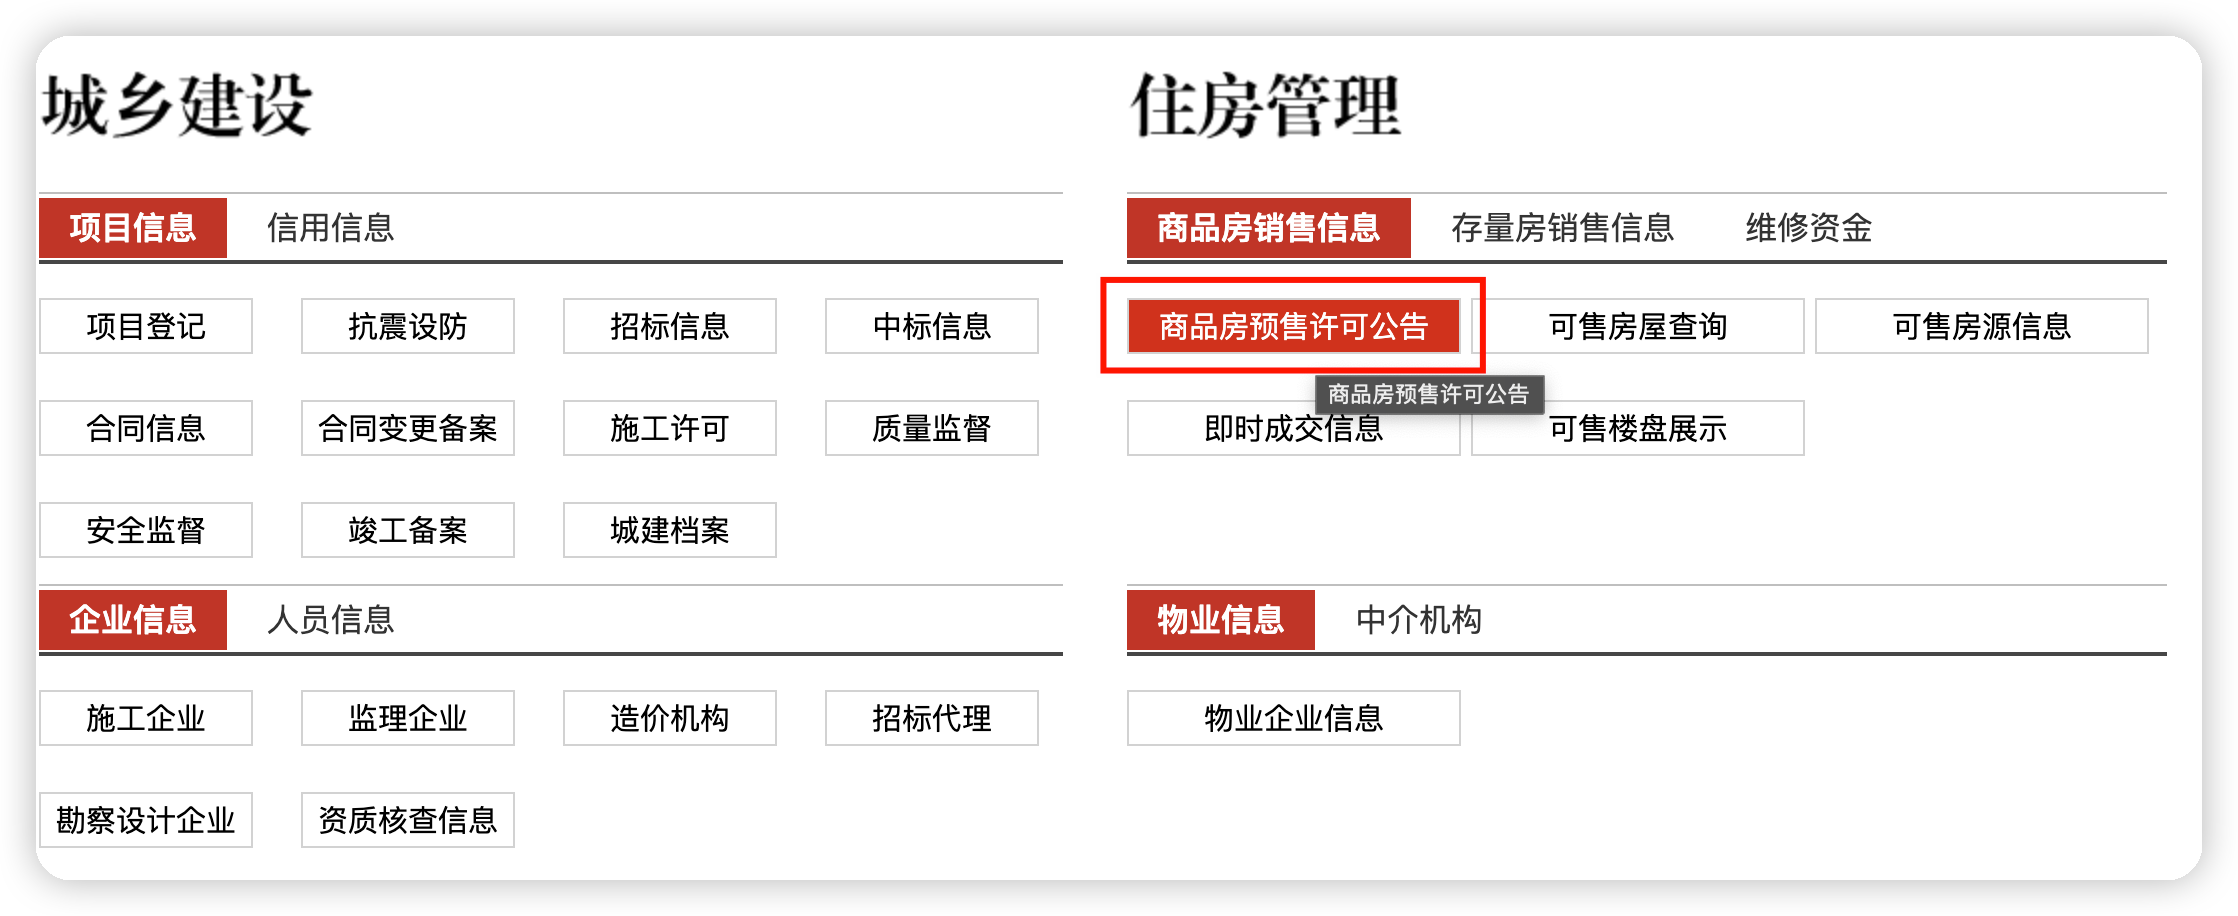 城乡建设
项目信息 信用信息
项目登记 抗震设防 招标信息 中标信息
合同信息 合同变更备案 施工许可 质量监督
安全监督 竣工备案 城建档案
企业信息 人员信息
施工企业 监理企业 造价机构 招标代理
勘察设计企业 资质核查信息
住房管理
商品房销售信息 存量房销售信息 维修资金
商品房预售许可公告 可售房屋查询 可售房源信息
商品房预售许可公告
即时成交信息 可售楼盘展示
物业信息 中介机构
物业企业信息